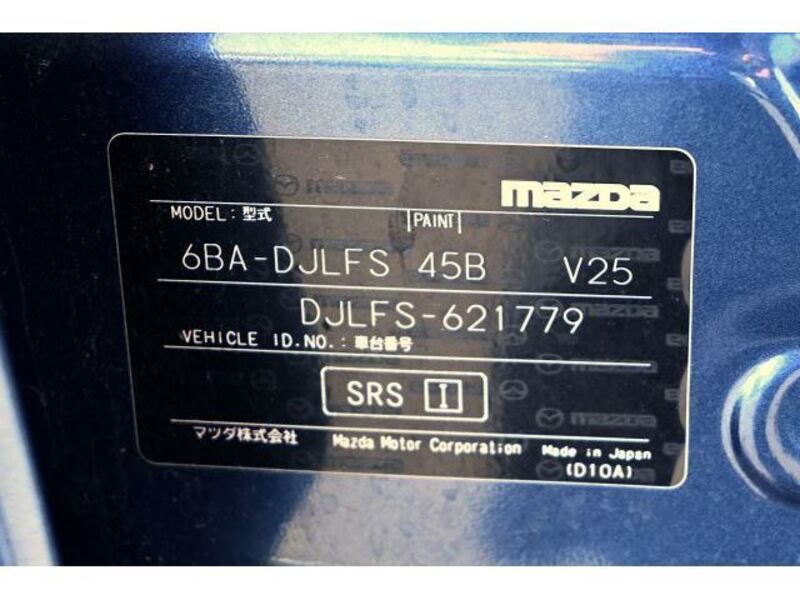 mazda
MODEL : 型式 PAINT
6BA-DJLFS 45B V25
DJLFS-621779
VEHICLE ID.NO. : 車台番号
SRS I
マツダ株式会社 Mazda Motor Corporation Made in Japan
(D10A)